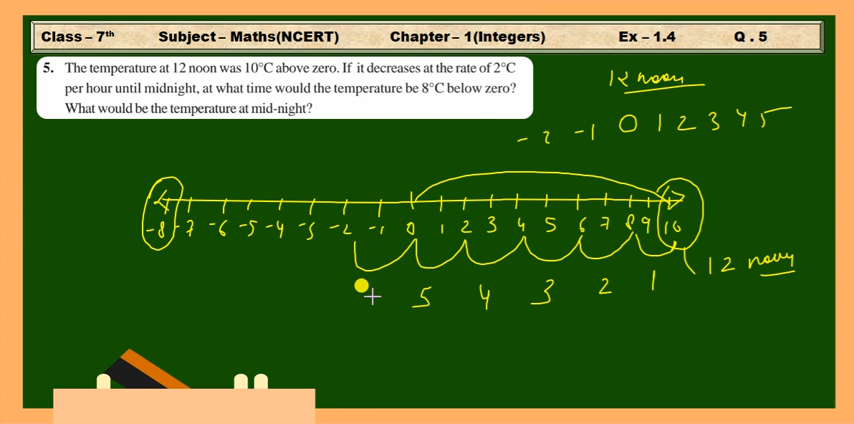 Class – 7th Subject – Maths(NCERT) Chapter – 1(Integers) Ex – 1.4 Q . 5
5. The temperature at 12 noon was 10°C above zero. If it decreases at the rate of 2°C
per hour until midnight, at what time would the temperature be 8°C below zero?
What would be the temperature at mid-night?
12 noon
-2 -1 0 1 2 3 4 5
-8 -7 -6 -5 -4 -3 -2 -1 0 1 2 3 4 5 6 7 8 9 10
12 noon
5 4 3 2 1